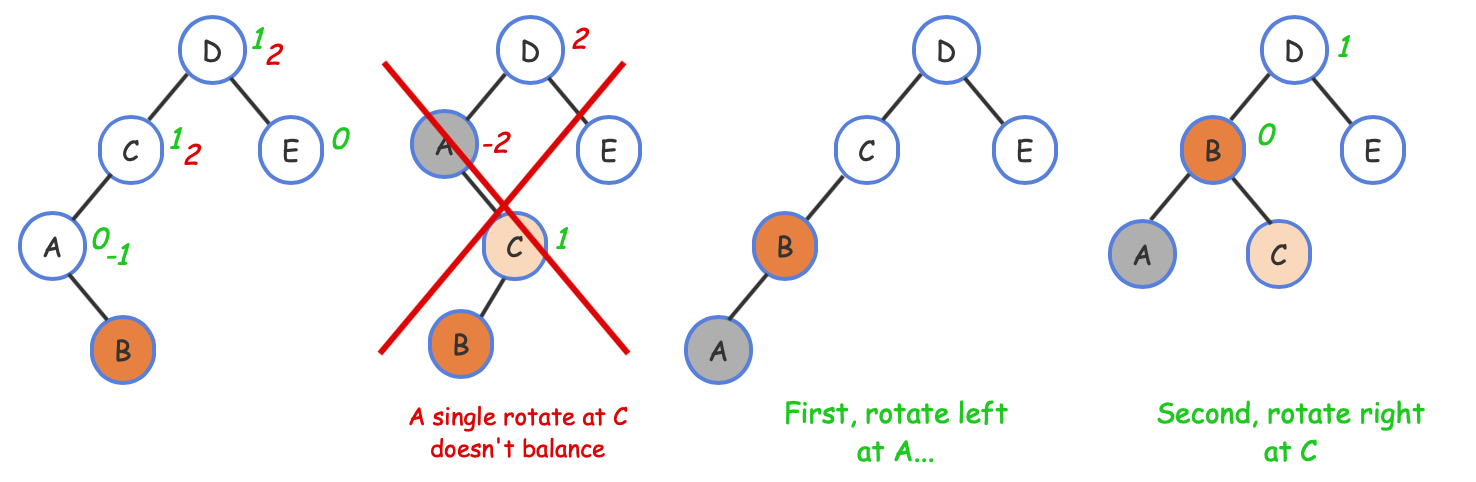 D 1 2
C 1 2
E 0
A 0 -1
B
D 2
A -2
E
C 1
B
A single rotate at C
doesn't balance
D
C
E
B
A
First, rotate left
at A...
D 1
B 0
E
A
C
Second, rotate right
at C